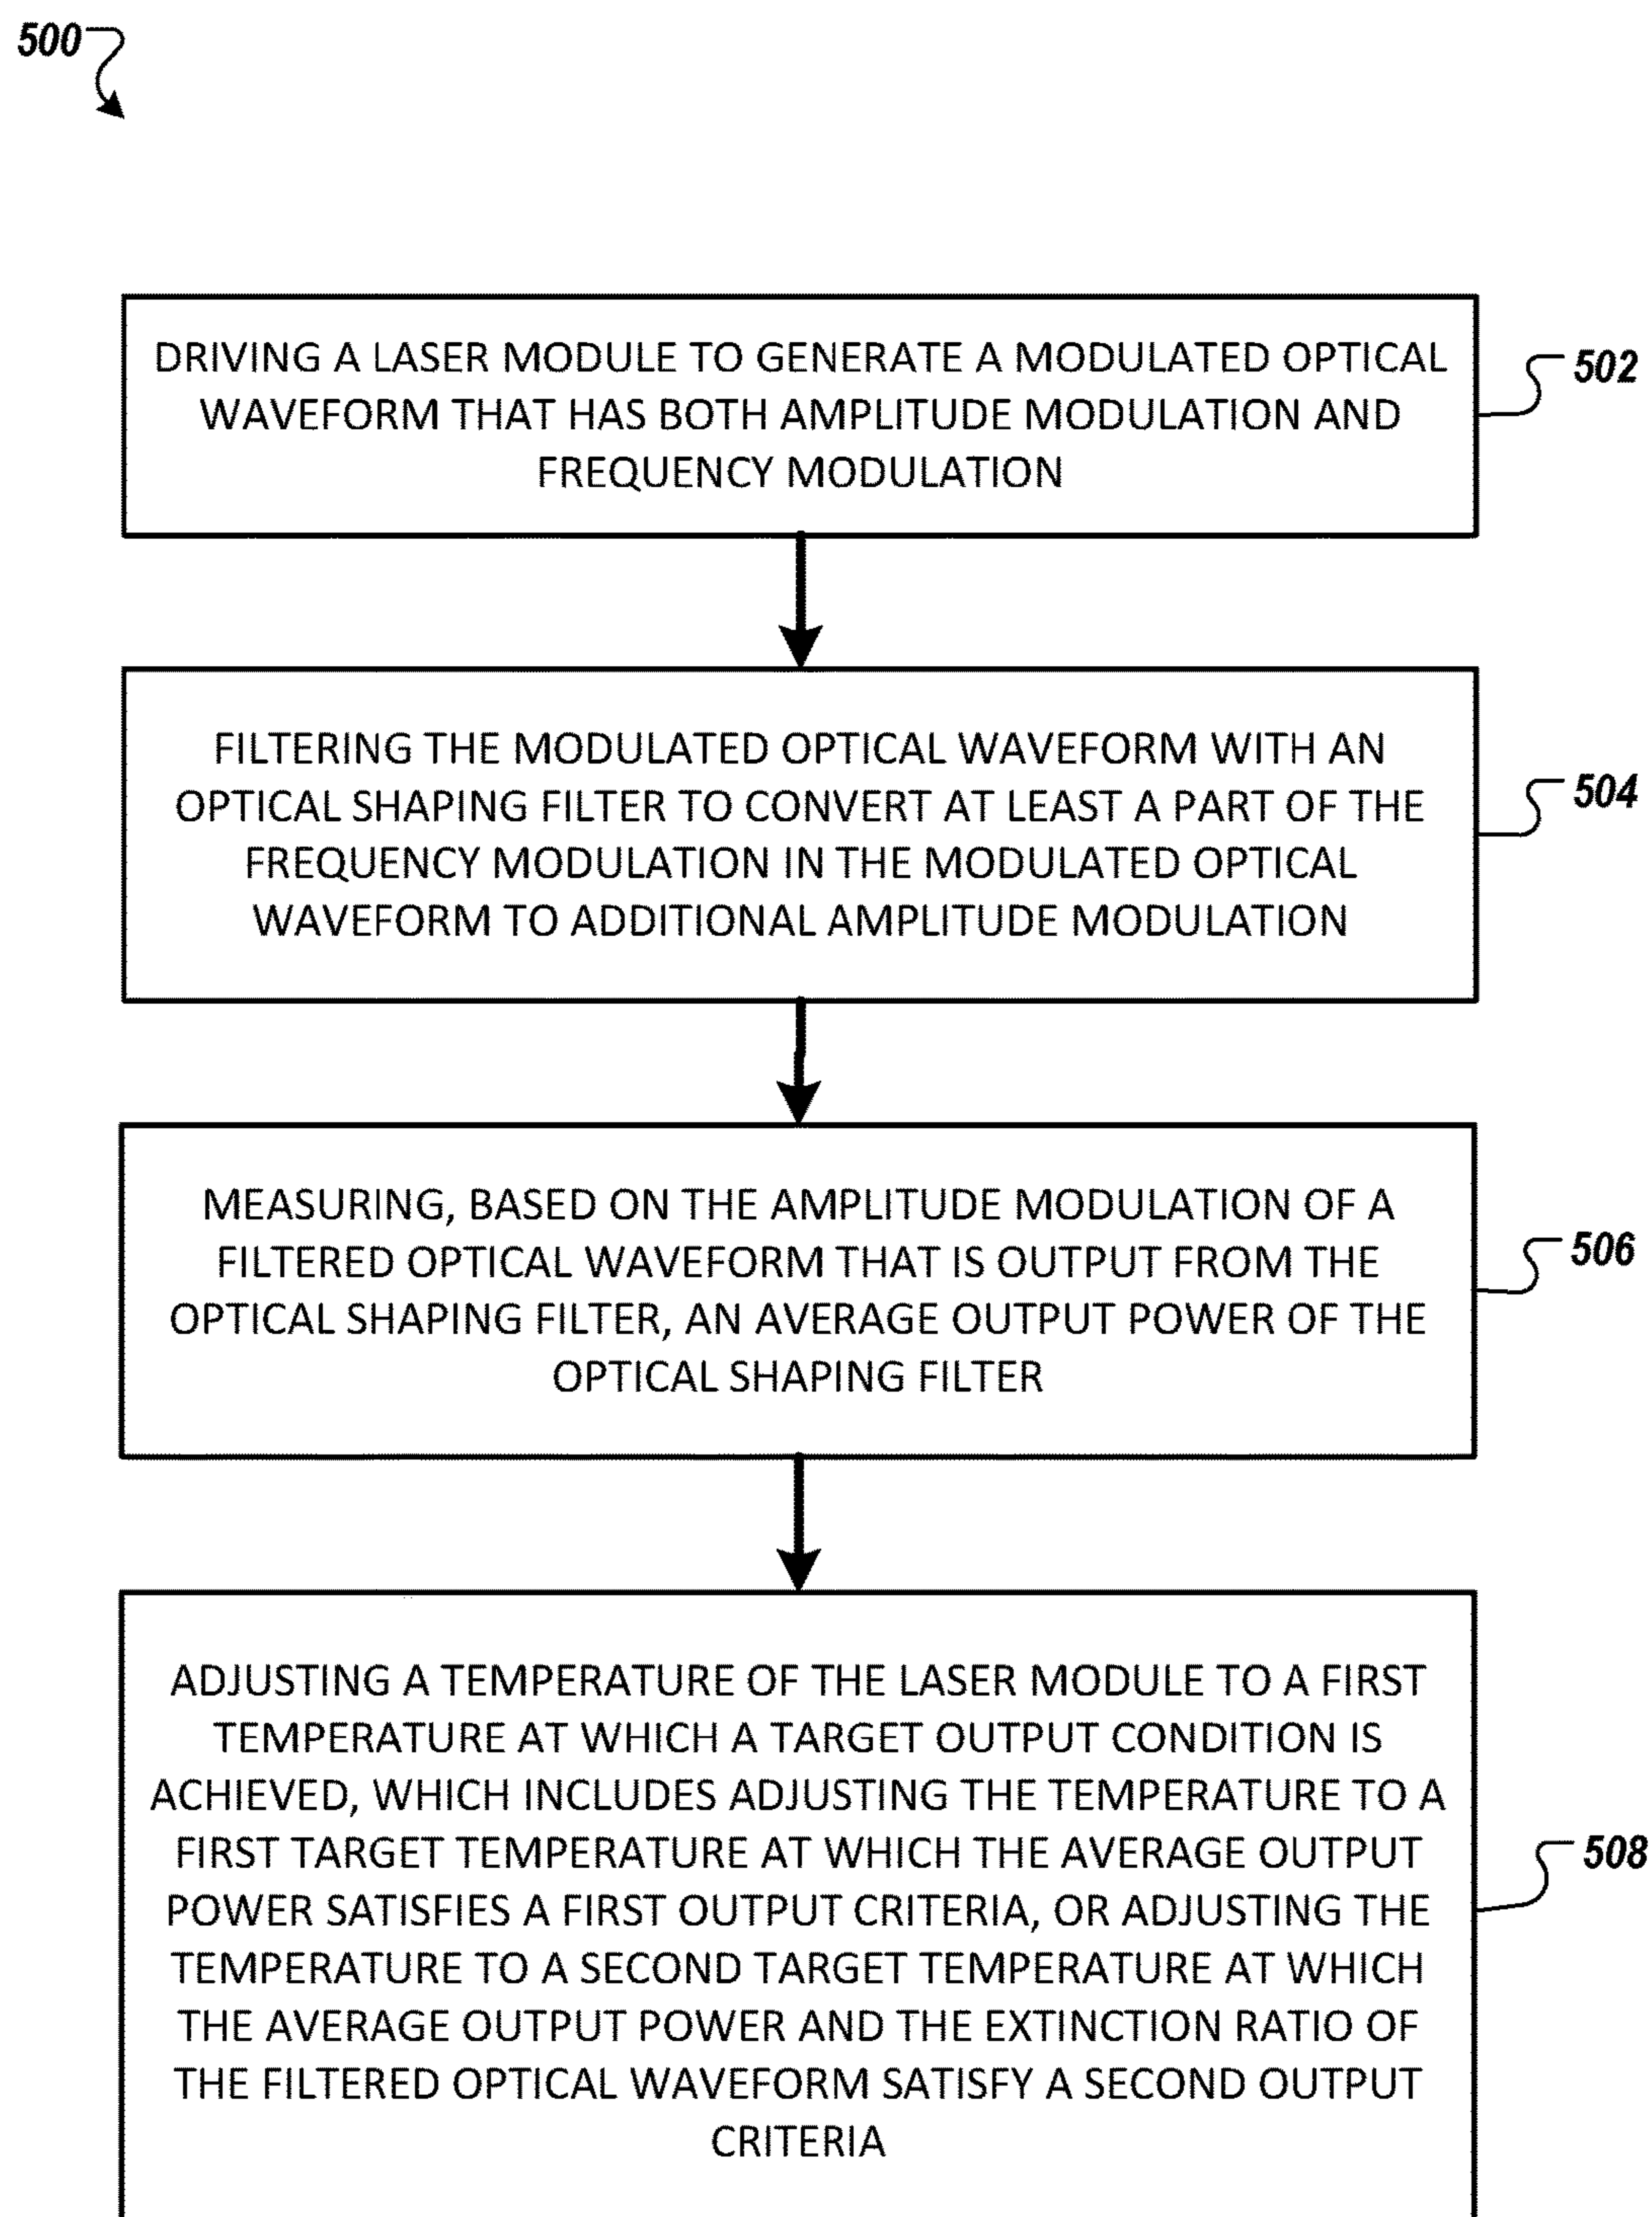 500
DRIVING A LASER MODULE TO GENERATE A MODULATED OPTICAL
WAVEFORM THAT HAS BOTH AMPLITUDE MODULATION AND
FREQUENCY MODULATION
502
FILTERING THE MODULATED OPTICAL WAVEFORM WITH AN
OPTICAL SHAPING FILTER TO CONVERT AT LEAST A PART OF THE
FREQUENCY MODULATION IN THE MODULATED OPTICAL
WAVEFORM TO ADDITIONAL AMPLITUDE MODULATION
504
MEASURING, BASED ON THE AMPLITUDE MODULATION OF A
FILTERED OPTICAL WAVEFORM THAT IS OUTPUT FROM THE
OPTICAL SHAPING FILTER, AN AVERAGE OUTPUT POWER OF THE
OPTICAL SHAPING FILTER
506
ADJUSTING A TEMPERATURE OF THE LASER MODULE TO A FIRST
TEMPERATURE AT WHICH A TARGET OUTPUT CONDITION IS
ACHIEVED, WHICH INCLUDES ADJUSTING THE TEMPERATURE TO A
FIRST TARGET TEMPERATURE AT WHICH THE AVERAGE OUTPUT
POWER SATISFIES A FIRST OUTPUT CRITERIA, OR ADJUSTING THE
TEMPERATURE TO A SECOND TARGET TEMPERATURE AT WHICH
THE AVERAGE OUTPUT POWER AND THE EXTINCTION RATIO OF
THE FILTERED OPTICAL WAVEFORM SATISFY A SECOND OUTPUT
CRITERIA
508